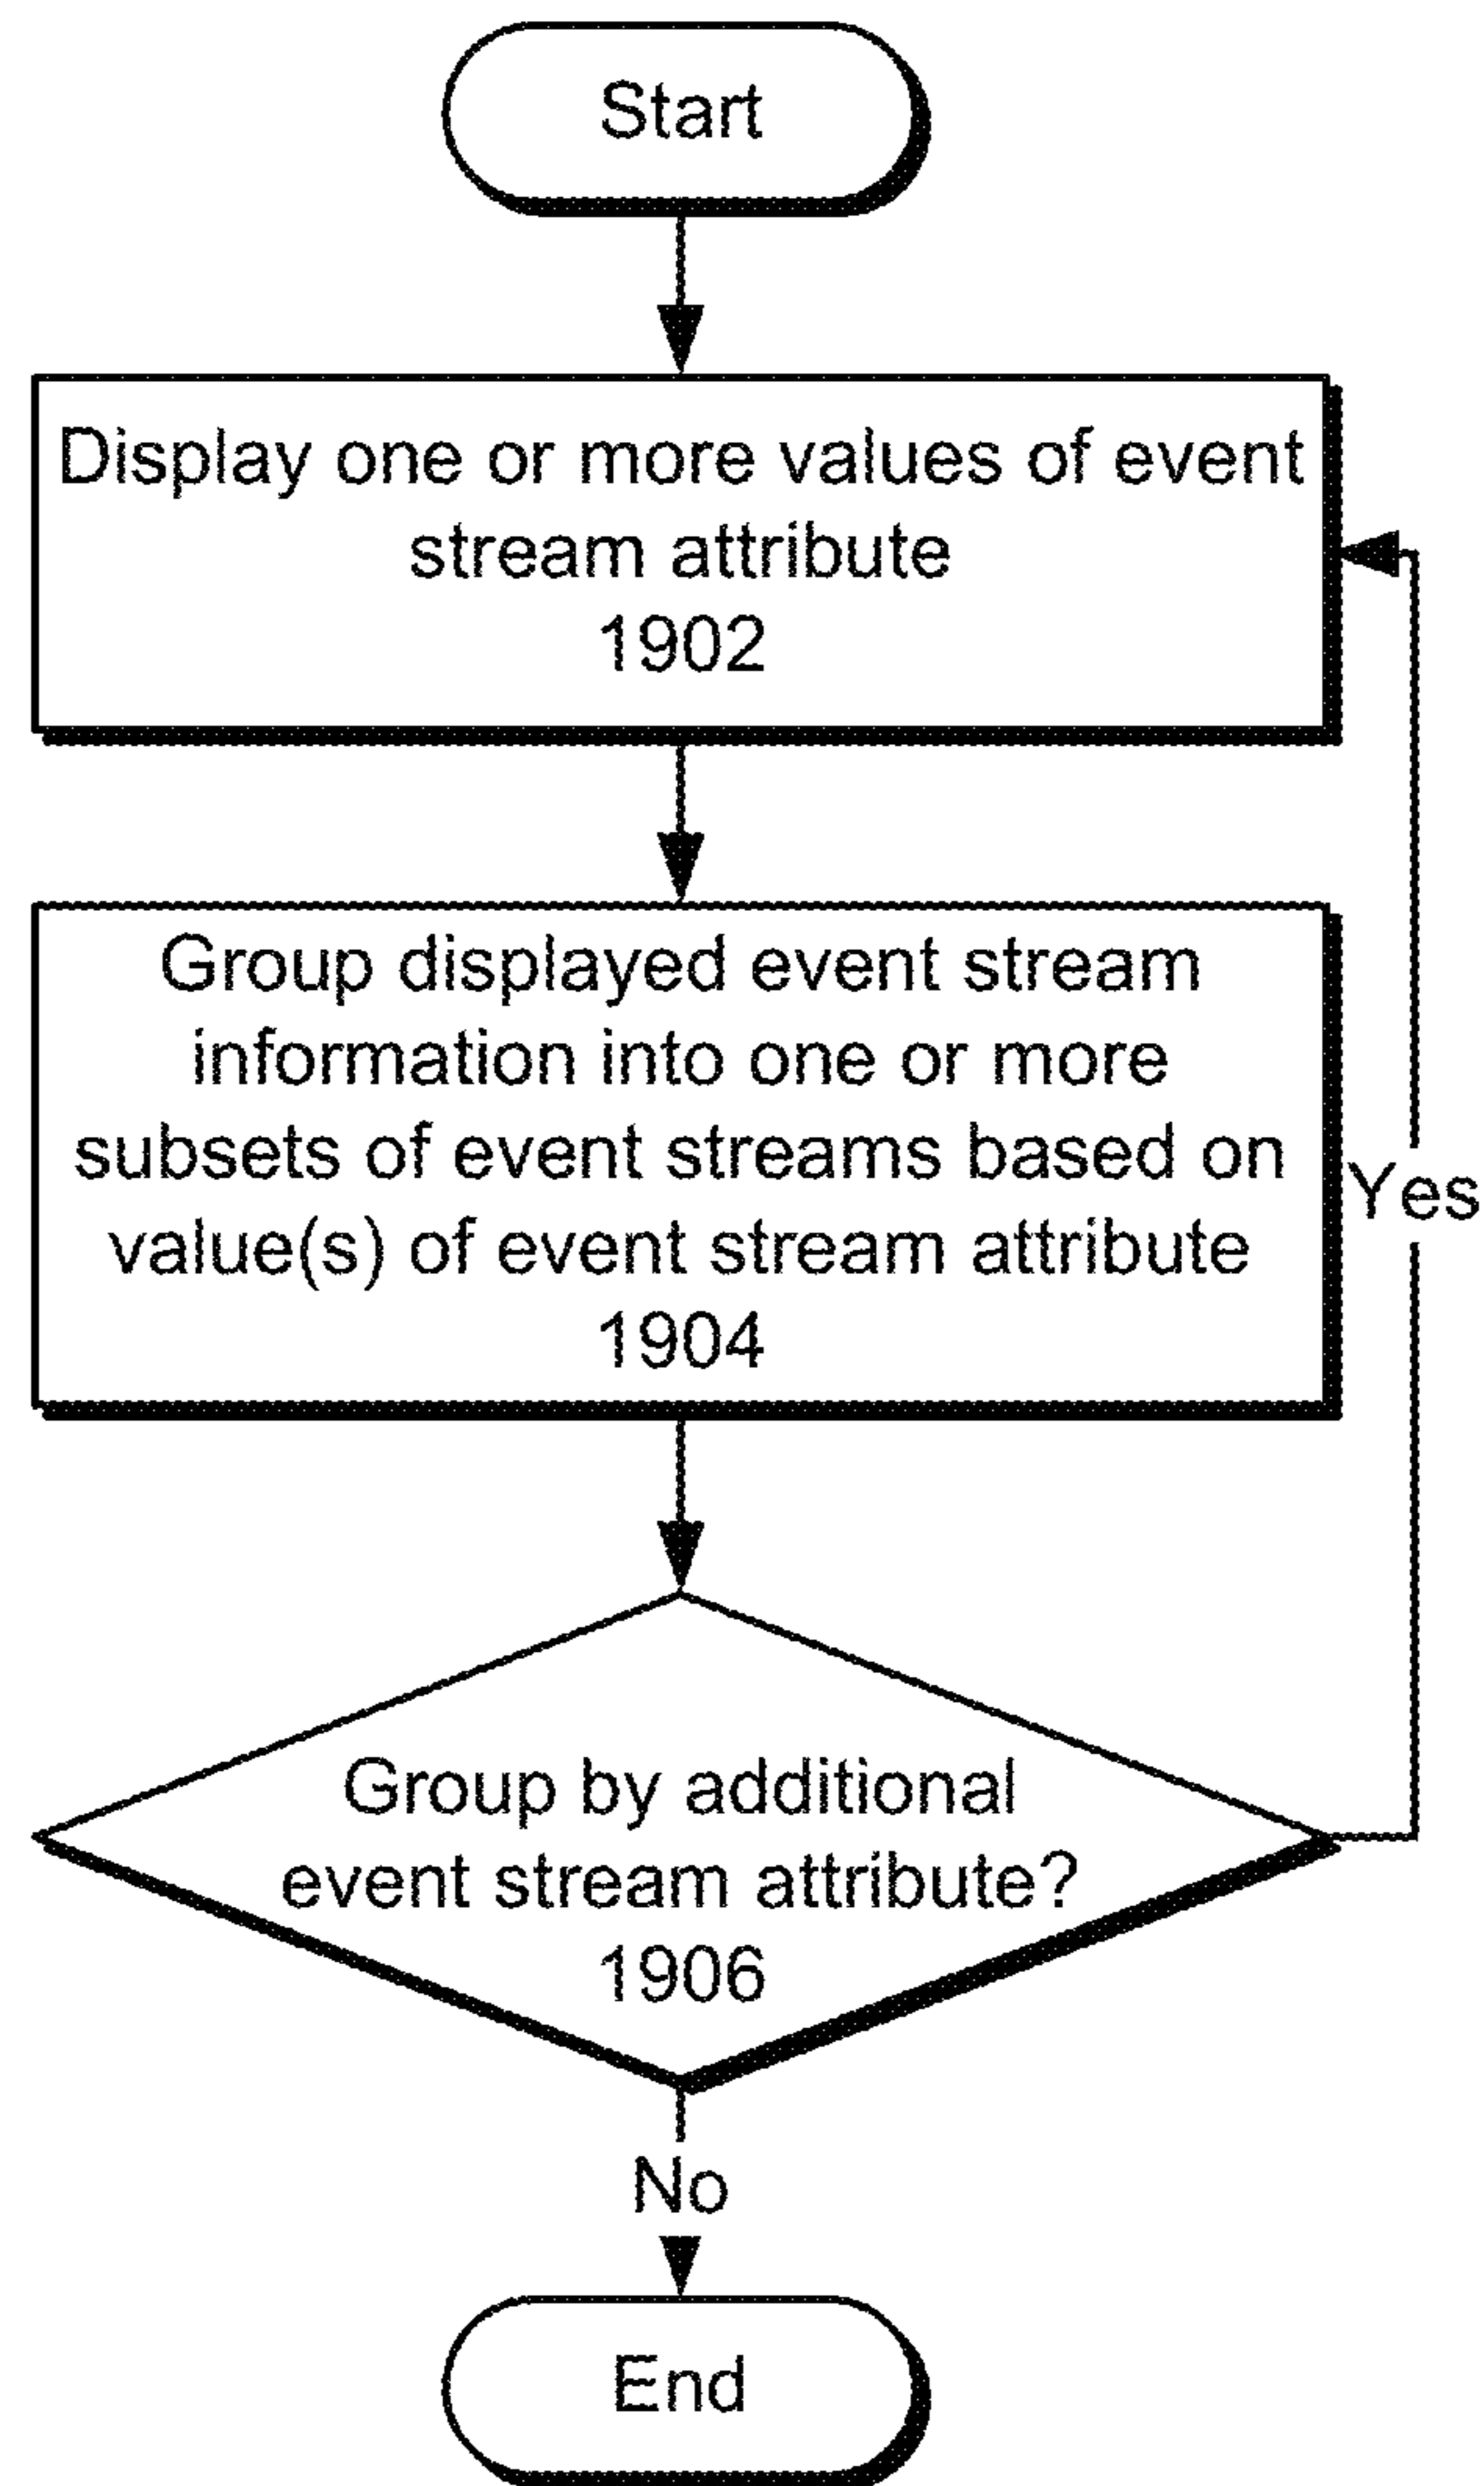 Start
Display one or more values of event
stream attribute
1902
Group displayed event stream
information into one or more
subsets of event streams based on
value(s) of event stream attribute
1904
Yes
Group by additional
event stream attribute?
1906
No
End